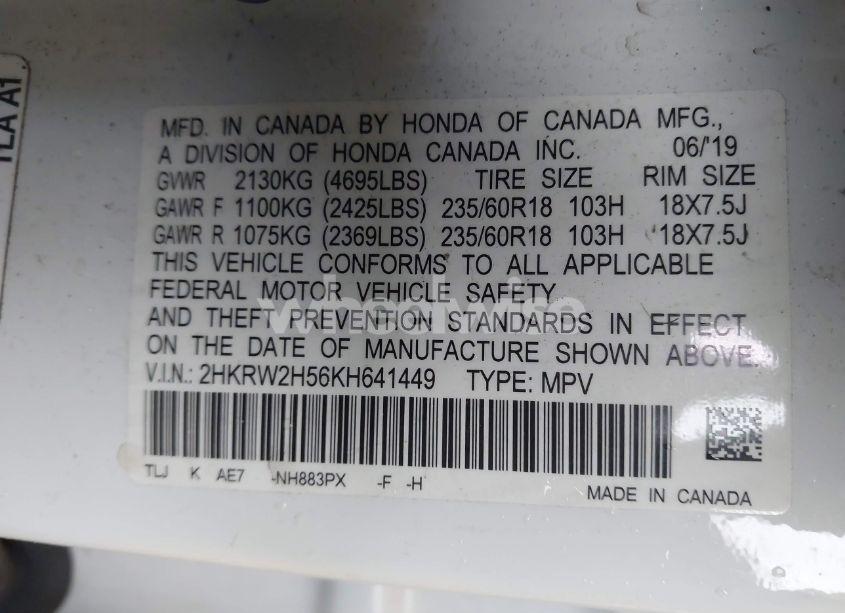 TLA A1
MFD. IN CANADA BY HONDA OF CANADA MFG.,
A DIVISION OF HONDA CANADA INC. 06/'19
GVWR 2130KG (4695LBS) TIRE SIZE RIM SIZE
GAWR F 1100KG (2425LBS) 235/60R18 103H 18X7.5J
GAWR R 1075KG (2369LBS) 235/60R18 103H 18X7.5J
THIS VEHICLE CONFORMS TO ALL APPLICABLE
FEDERAL MOTOR VEHICLE SAFETY
AND THEFT PREVENTION STANDARDS IN EFFECT
ON THE DATE OF MANUFACTURE SHOWN ABOVE.
V.I.N.: 2HKRW2H56KH641449 TYPE: MPV
TLJ K AE7 -NH883PX -F -H
MADE IN CANADA